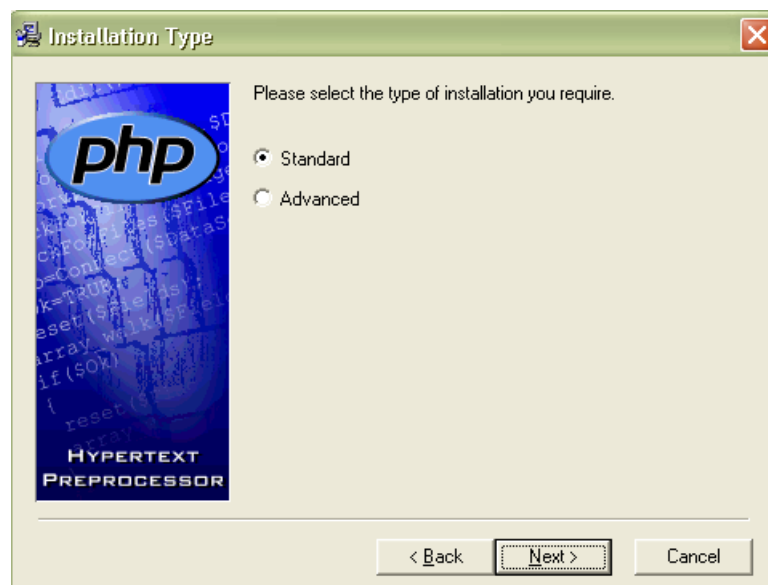 Installation Type
Please select the type of installation you require.
php
Standard
Advanced
HYPERTEXT
PREPROCESSOR
< Back
Next >
Cancel